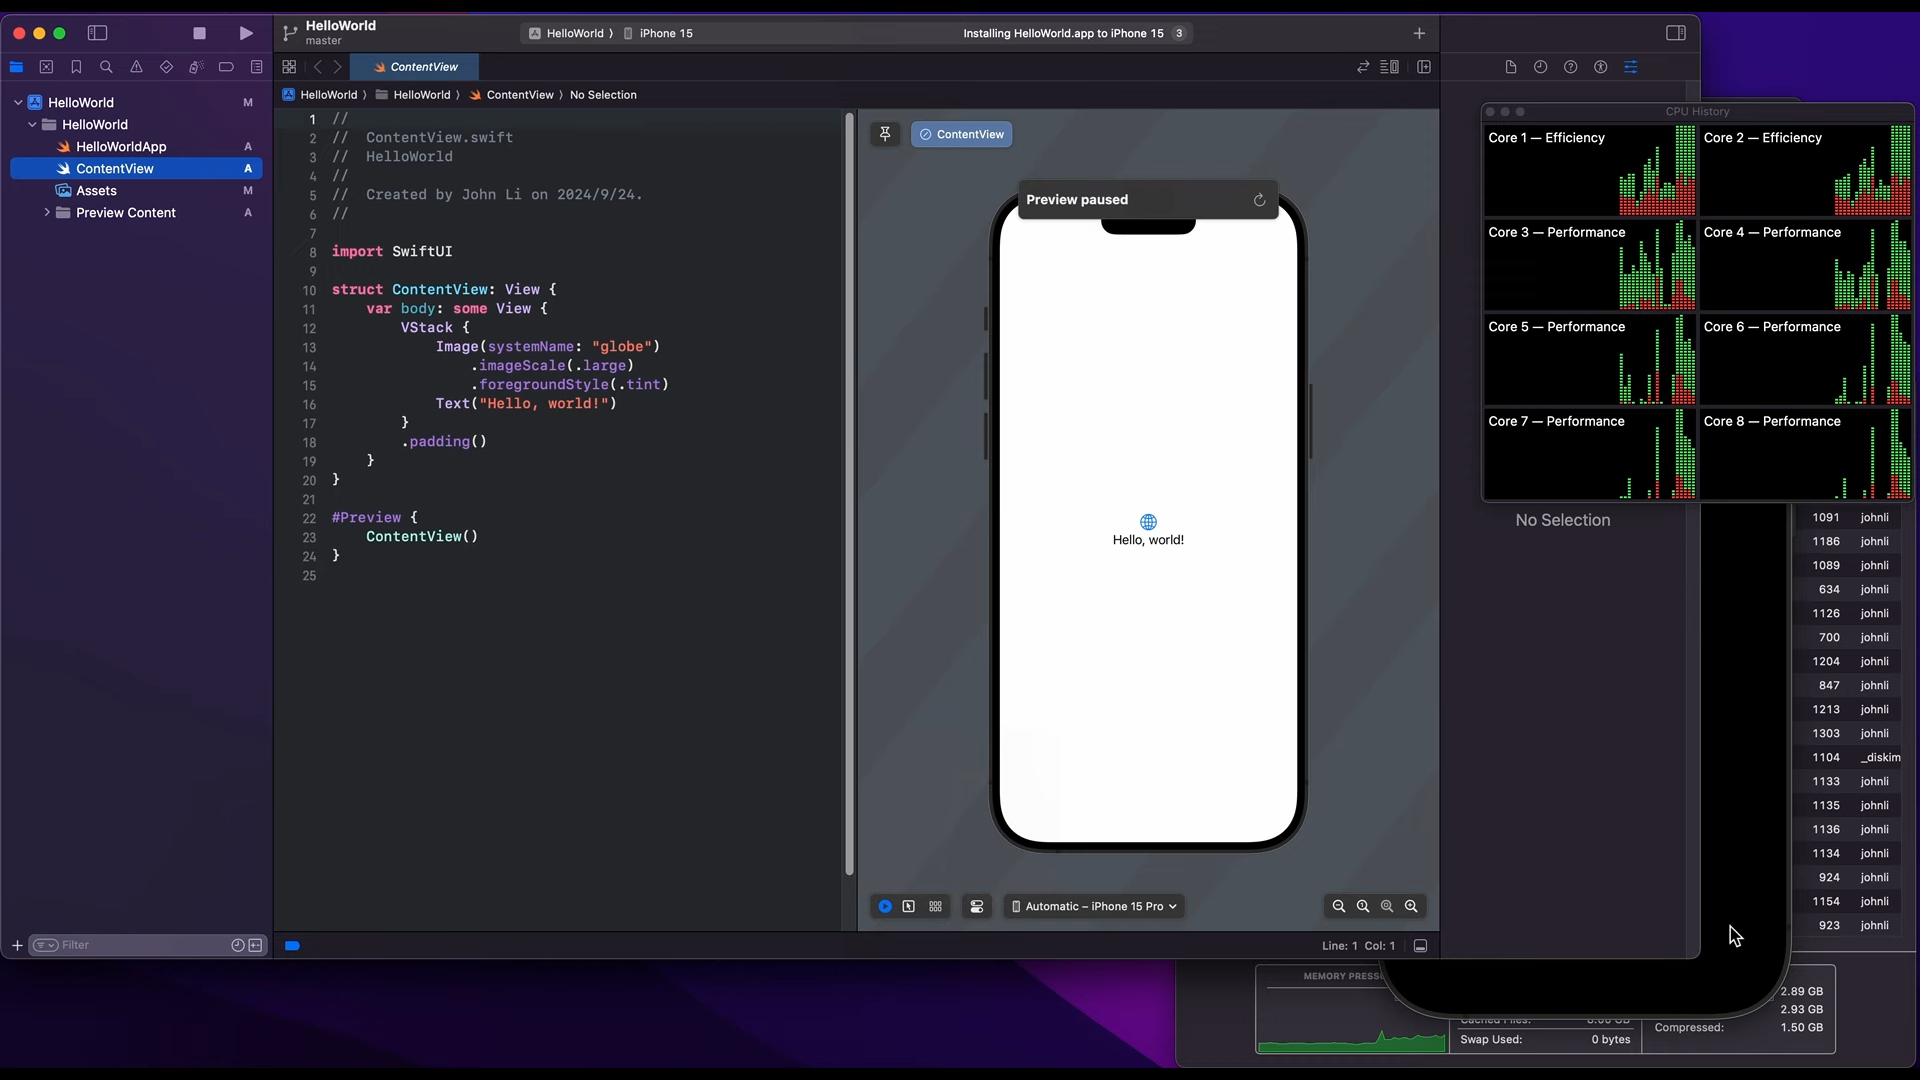 HelloWorld
master
HelloWorld ⟩ iPhone 15
Installing HelloWorld.app to iPhone 15 3
ContentView
HelloWorld ⟩ HelloWorld ⟩ ContentView ⟩ No Selection
HelloWorld M
HelloWorld
HelloWorldApp A
ContentView A
Assets M
Preview Content A
Filter
1 //
2 //  ContentView.swift
3 //  HelloWorld
4 //
5 //  Created by John Li on 2024/9/24.
6 //
7
8 import SwiftUI
9
10 struct ContentView: View {
11     var body: some View {
12         VStack {
13             Image(systemName: "globe")
14                 .imageScale(.large)
15                 .foregroundStyle(.tint)
16             Text("Hello, world!")
17         }
18         .padding()
19     }
20 }
21
22 #Preview {
23     ContentView()
24 }
25
ContentView
Preview paused
Hello, world!
Automatic – iPhone 15 Pro
Line: 1 Col: 1
CPU History
Core 1 — Efficiency
Core 2 — Efficiency
Core 3 — Performance
Core 4 — Performance
Core 5 — Performance
Core 6 — Performance
Core 7 — Performance
Core 8 — Performance
No Selection
1091 johnli
1186 johnli
1089 johnli
634 johnli
1126 johnli
700 johnli
1204 johnli
847 johnli
1213 johnli
1303 johnli
1104 _diskim
1133 johnli
1135 johnli
1136 johnli
1134 johnli
924 johnli
1154 johnli
923 johnli
MEMORY PRESS
2.89 GB
2.93 GB
Compressed: 1.50 GB
Cached Files:
Swap Used: 0 bytes